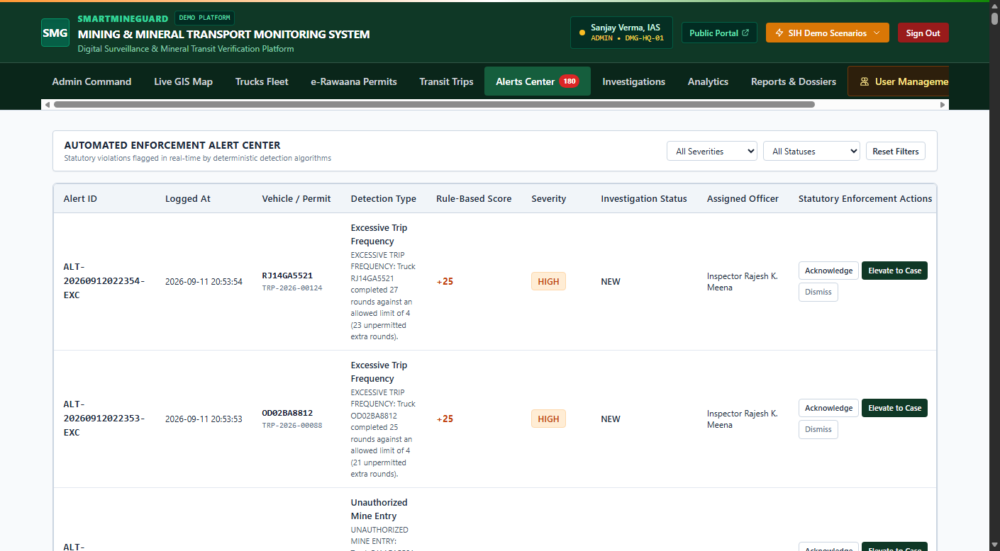 SMG
SMARTMINEGUARD DEMO PLATFORM
MINING & MINERAL TRANSPORT MONITORING SYSTEM
Digital Surveillance & Mineral Transit Verification Platform
Sanjay Verma, IAS
ADMIN • DMG-HQ-01
Public Portal
SIH Demo Scenarios
Sign Out
Admin Command Live GIS Map Trucks Fleet e-Rawaana Permits Transit Trips Alerts Center 180 Investigations Analytics Reports & Dossiers User Manageme
AUTOMATED ENFORCEMENT ALERT CENTER
Statutory violations flagged in real-time by deterministic detection algorithms
All Severities All Statuses Reset Filters
Alert ID Logged At Vehicle / Permit Detection Type Rule-Based Score Severity Investigation Status Assigned Officer Statutory Enforcement Actions
ALT-
20260912022354-
EXC
2026-09-11 20:53:54
RJ14GA5521
TRP-2026-00124
Excessive Trip
Frequency
EXCESSIVE TRIP
FREQUENCY: Truck
RJ14GA5521
completed 27
rounds against an
allowed limit of 4
(23 unpermitted
extra rounds).
+25
HIGH
NEW
Inspector Rajesh K.
Meena
Acknowledge Elevate to Case
Dismiss
ALT-
20260912022353-
EXC
2026-09-11 20:53:53
OD02BA8812
TRP-2026-00088
Excessive Trip
Frequency
EXCESSIVE TRIP
FREQUENCY: Truck
OD02BA8812
completed 25
rounds against an
allowed limit of 4
(21 unpermitted
extra rounds).
+25
HIGH
NEW
Inspector Rajesh K.
Meena
Acknowledge Elevate to Case
Dismiss
ALT-
Unauthorized
Mine Entry
UNAUTHORIZED
MINE ENTRY:
Acknowledge Elevate to Case